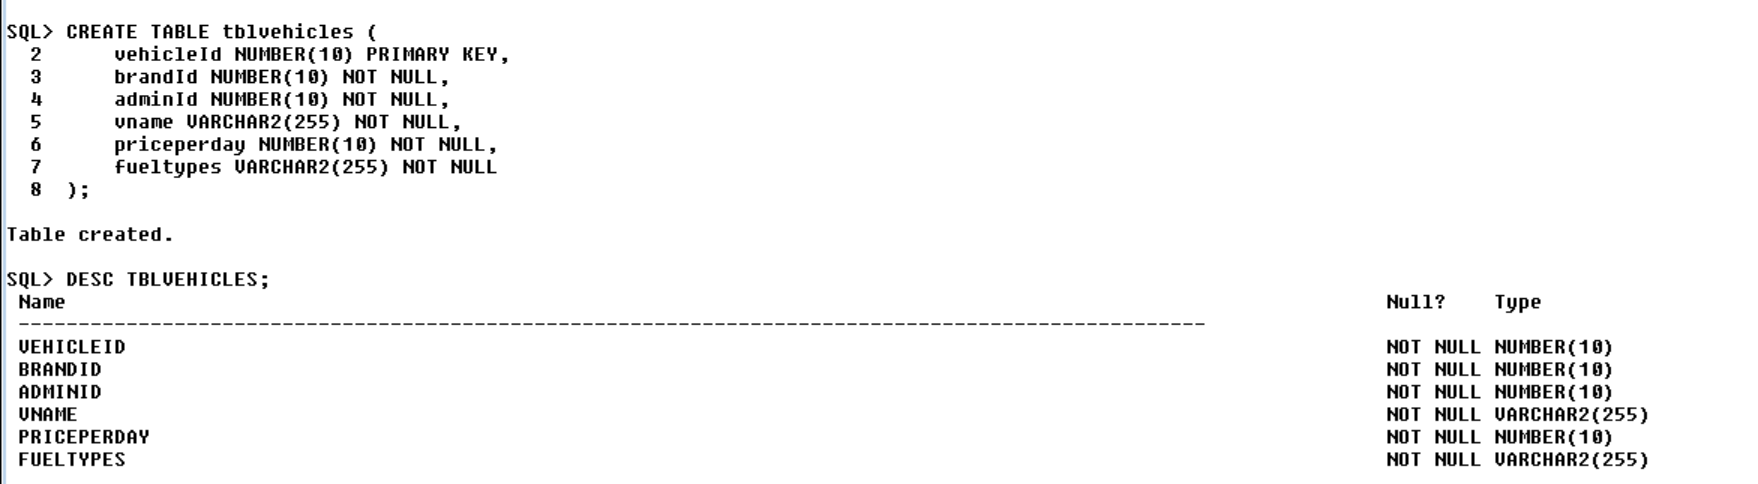 SQL> CREATE TABLE tblvehicles (
  2      vehicleId NUMBER(10) PRIMARY KEY,
  3      brandId NUMBER(10) NOT NULL,
  4      adminId NUMBER(10) NOT NULL,
  5      vname VARCHAR2(255) NOT NULL,
  6      priceperday NUMBER(10) NOT NULL,
  7      fueltypes VARCHAR2(255) NOT NULL
  8  );
Table created.
SQL> DESC TBLVEHICLES;
Name Null? Type
---------------------------------------------------------------------------------------------------
VEHICLEID NOT NULL NUMBER(10)
BRANDID NOT NULL NUMBER(10)
ADMINID NOT NULL NUMBER(10)
VNAME NOT NULL VARCHAR2(255)
PRICEPERDAY NOT NULL NUMBER(10)
FUELTYPES NOT NULL VARCHAR2(255)